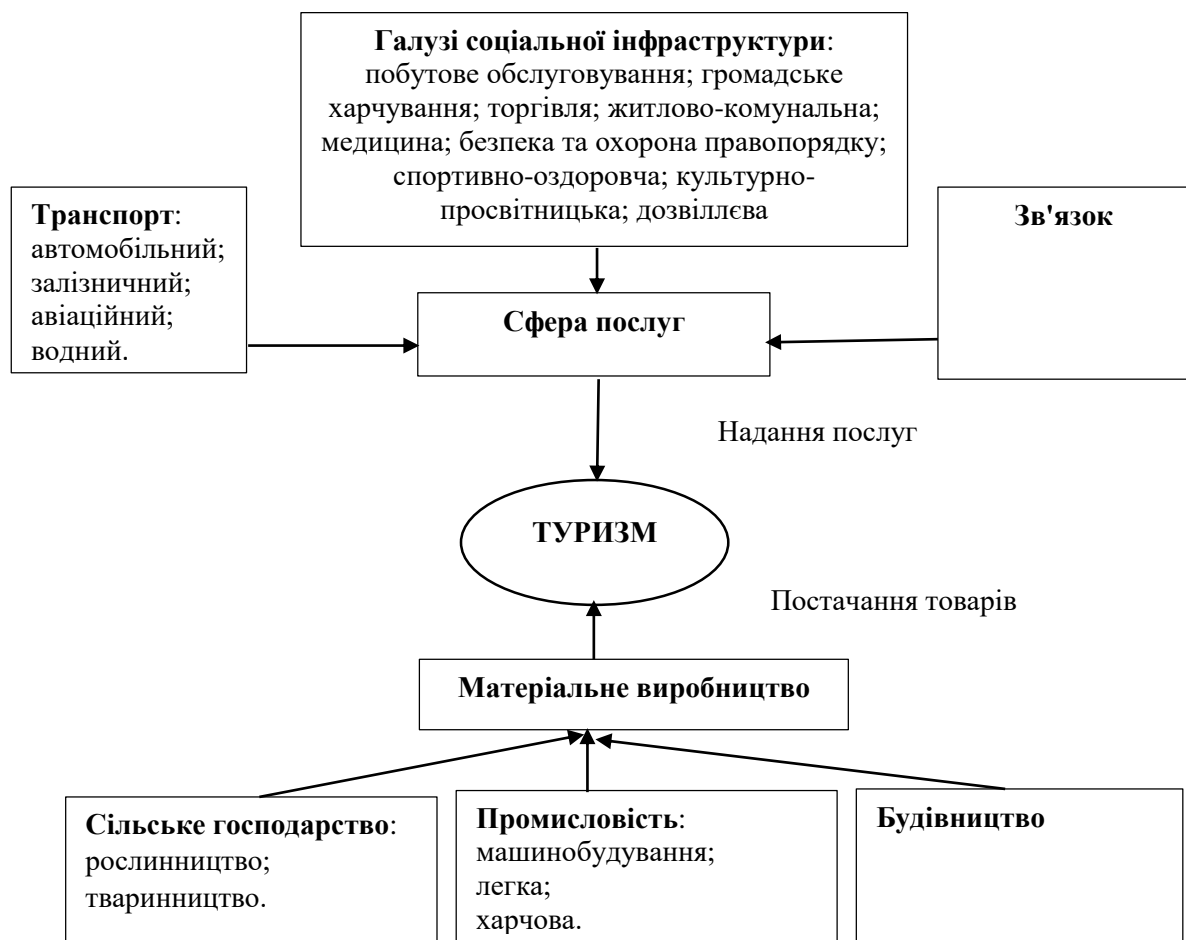 Галузі соціальної інфраструктури:
побутове обслуговування; громадське
харчування; торгівля; житлово-комунальна;
медицина; безпека та охорона правопорядку;
спортивно-оздоровча; культурно-
просвітницька; дозвіллєва
Транспорт:
автомобільний;
залізничний;
авіаційний;
водний.
Зв'язок
Сфера послуг
Надання послуг
ТУРИЗМ
Постачання товарів
Матеріальне виробництво
Сільське господарство:
рослинництво;
тваринництво.
Промисловість:
машинобудування;
легка;
харчова.
Будівництво